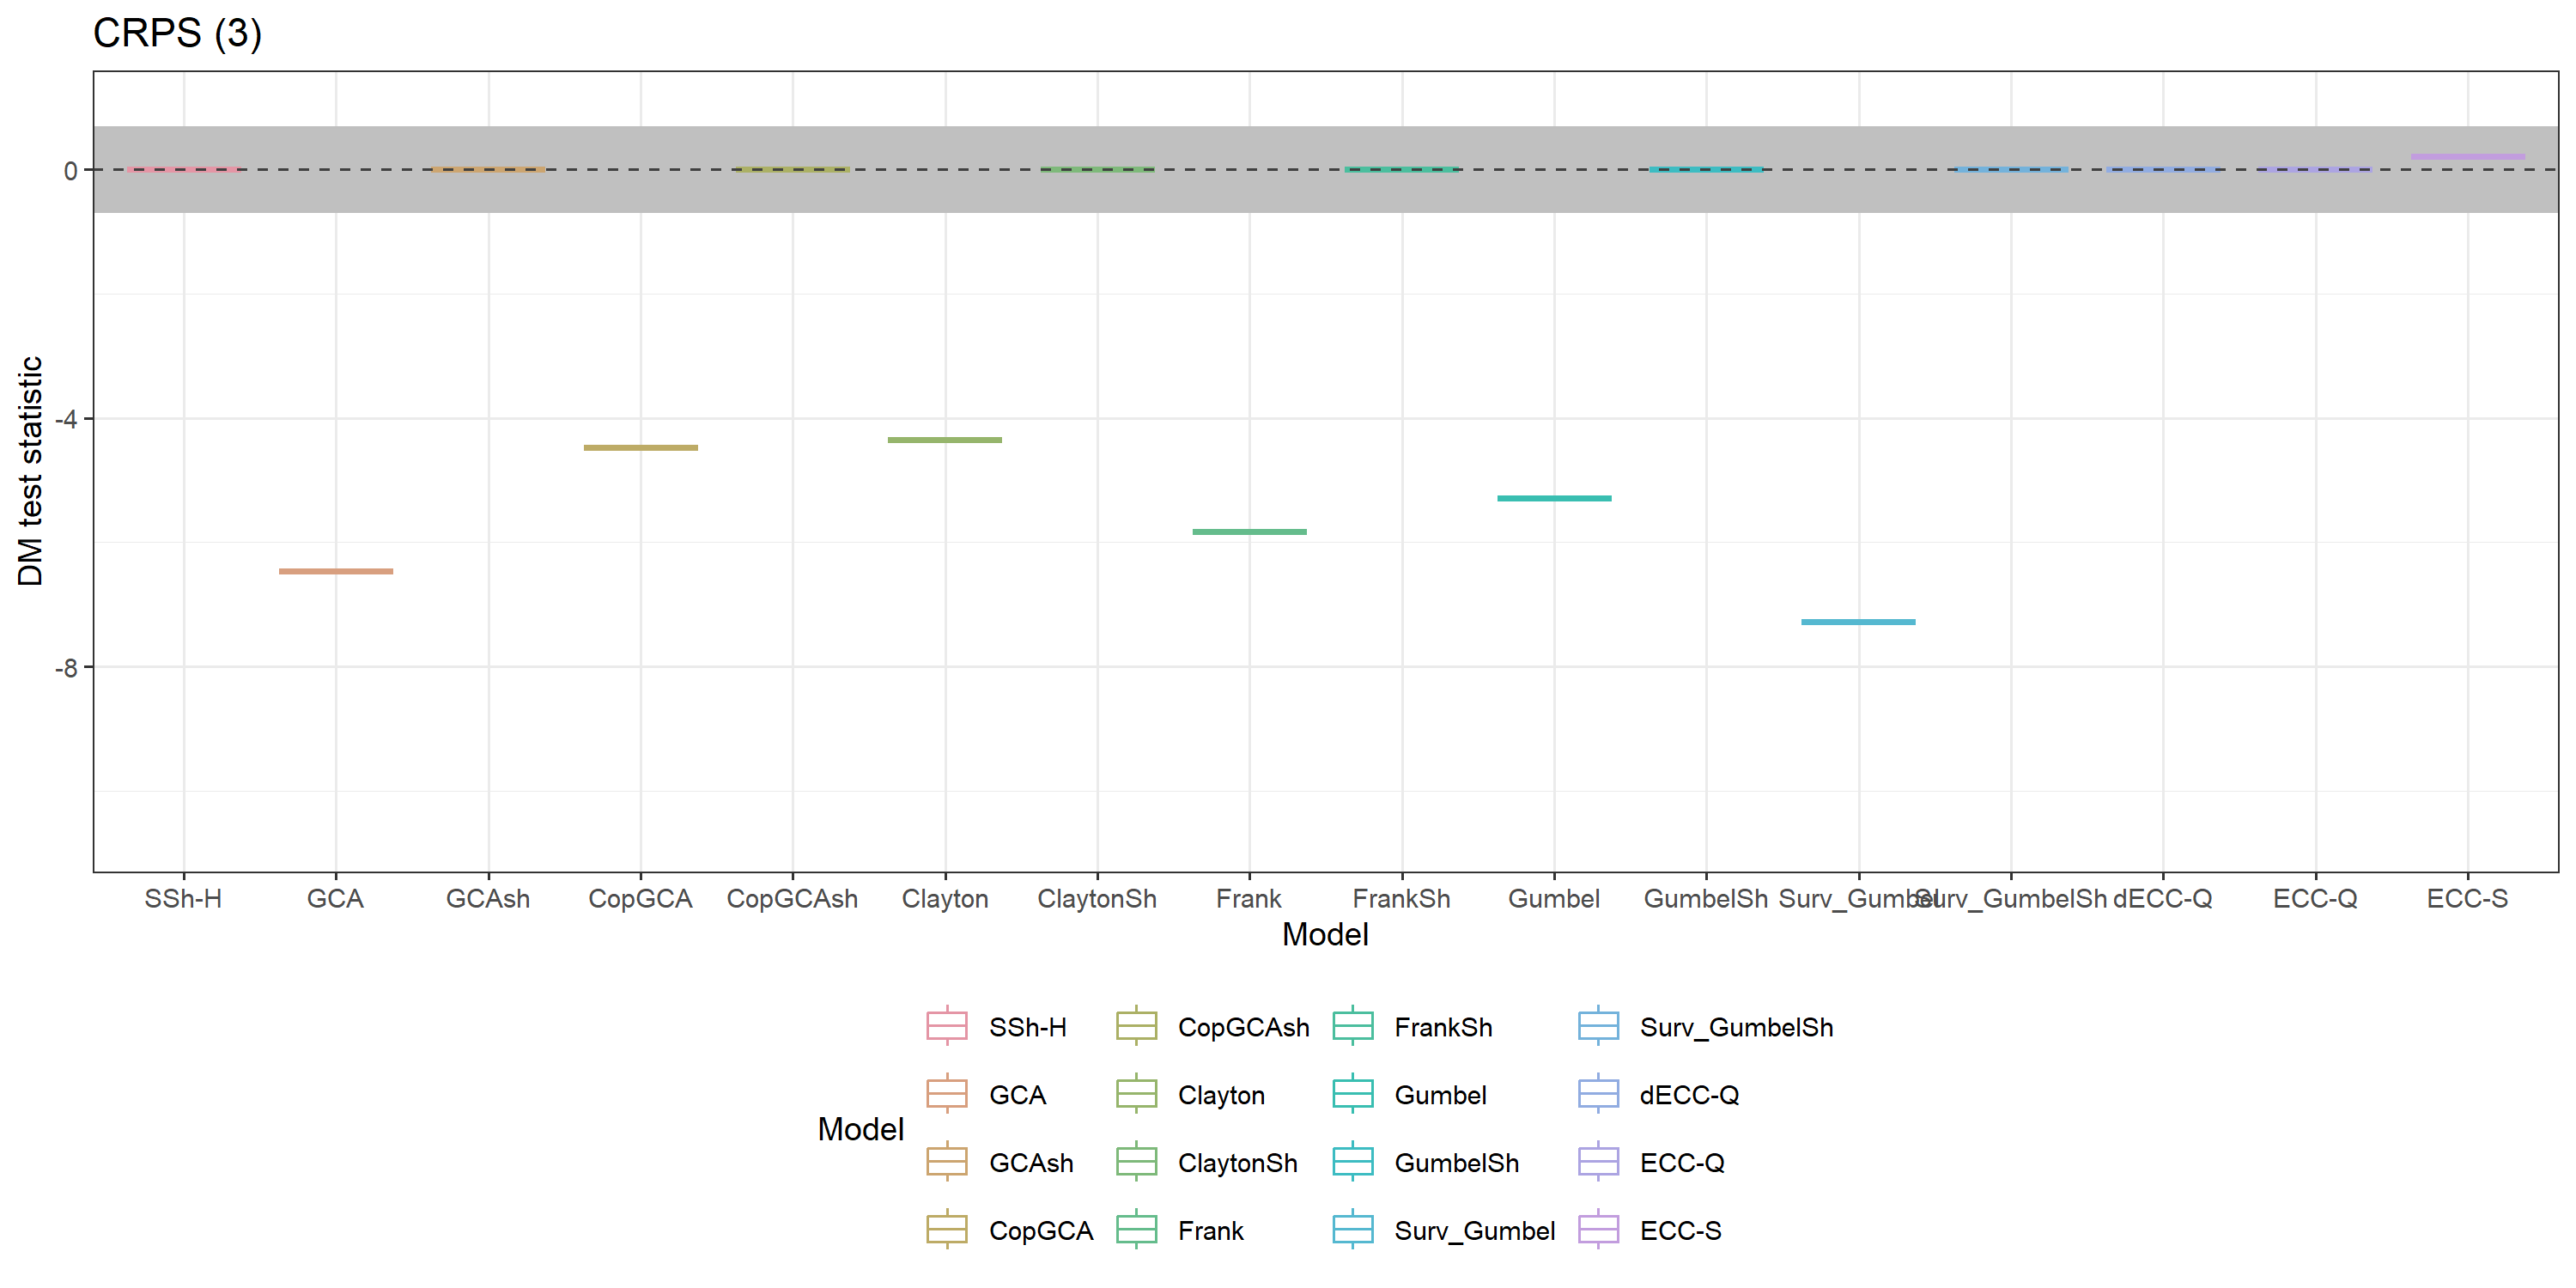 CRPS (3)
DM test statistic
0
-4
-8
SSh-H GCA GCAsh CopGCA CopGCAsh Clayton ClaytonSh Frank FrankSh Gumbel GumbelSh Surv_Gumbel Surv_GumbelSh dECC-Q ECC-Q ECC-S
Model
Model
SSh-H CopGCAsh FrankSh Surv_GumbelSh
GCA Clayton Gumbel dECC-Q
GCAsh ClaytonSh GumbelSh ECC-Q
CopGCA Frank Surv_Gumbel ECC-S